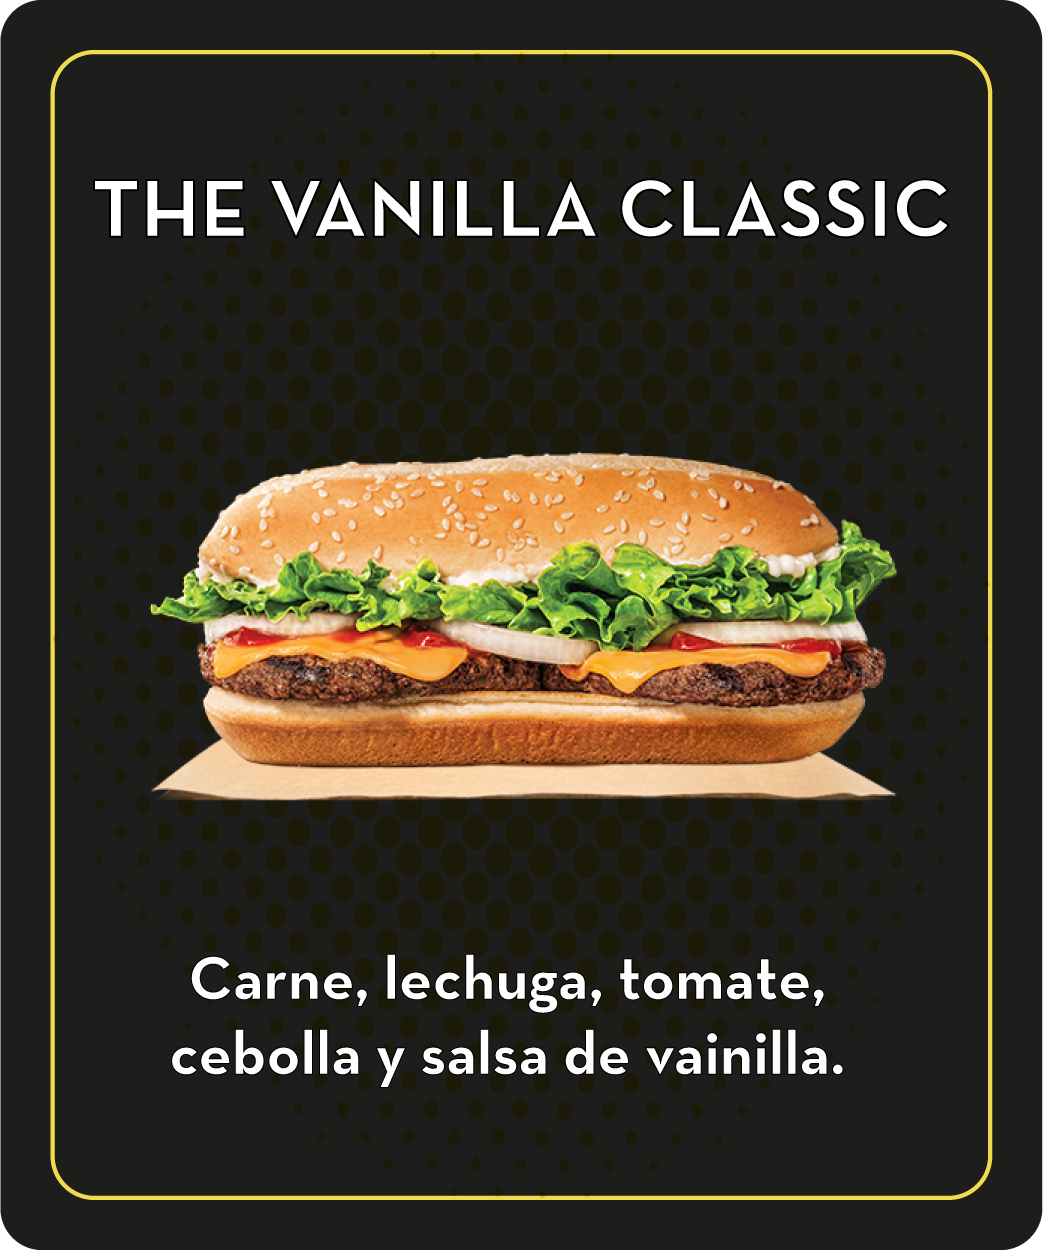 THE VANILLA CLASSIC
Carne, lechuga, tomate,
cebolla y salsa de vainilla.